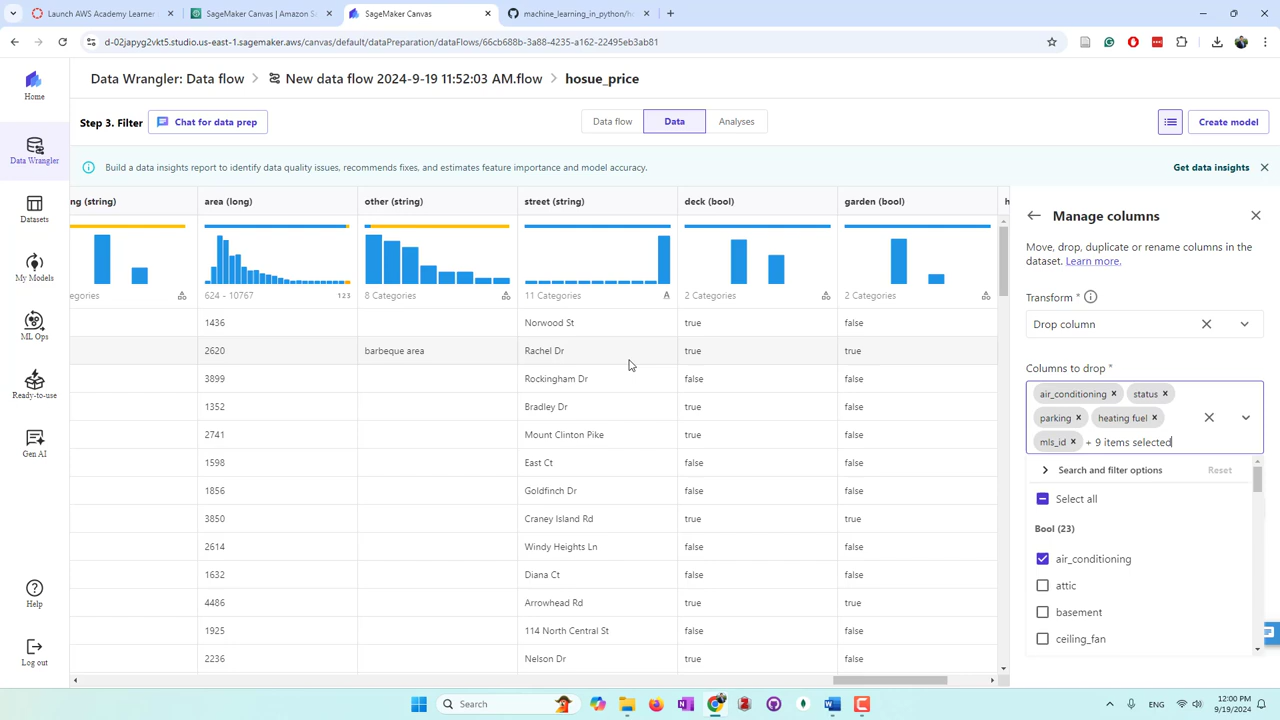 Launch AWS Academy Learner
SageMaker Canvas | Amazon S
SageMaker Canvas
machine_learning_in_python/ho
d-02japyg2vkt5.studio.us-east-1.sagemaker.aws/canvas/default/dataPreparation/dataFlows/66cb688b-3a88-4235-a162-22495eb3ab81
Home
Data Wrangler
Datasets
My Models
ML Ops
Ready-to-use
Gen AI
Help
Log out
Data Wrangler: Data flow > New data flow 2024-9-19 11:52:03 AM.flow > hosue_price
Step 3. Filter
Chat for data prep
Data flow
Data
Analyses
Create model
Build a data insights report to identify data quality issues, recommends fixes, and estimates feature importance and model accuracy.
Get data insights
ng (string) area (long) other (string) street (string) deck (bool) garden (bool) h
egories 624 - 10767 123 8 Categories 11 Categories A 2 Categories 2 Categories
1436 Norwood St true false
2620 barbeque area Rachel Dr true true
3899 Rockingham Dr false false
1352 Bradley Dr true false
2741 Mount Clinton Pike true false
1598 East Ct false false
1856 Goldfinch Dr false false
3850 Craney Island Rd true true
2614 Windy Heights Ln false false
1632 Diana Ct false false
4486 Arrowhead Rd true true
1925 114 North Central St false false
2236 Nelson Dr true false
Manage columns
Move, drop, duplicate or rename columns in the
dataset. Learn more.
Transform *
Drop column
Columns to drop *
air_conditioning × status ×
parking × heating fuel ×
mls_id × + 9 items selected
Search and filter options
Reset
Select all
Bool (23)
air_conditioning
attic
basement
ceiling_fan
Search
ENG
12:00 PM
9/19/2024